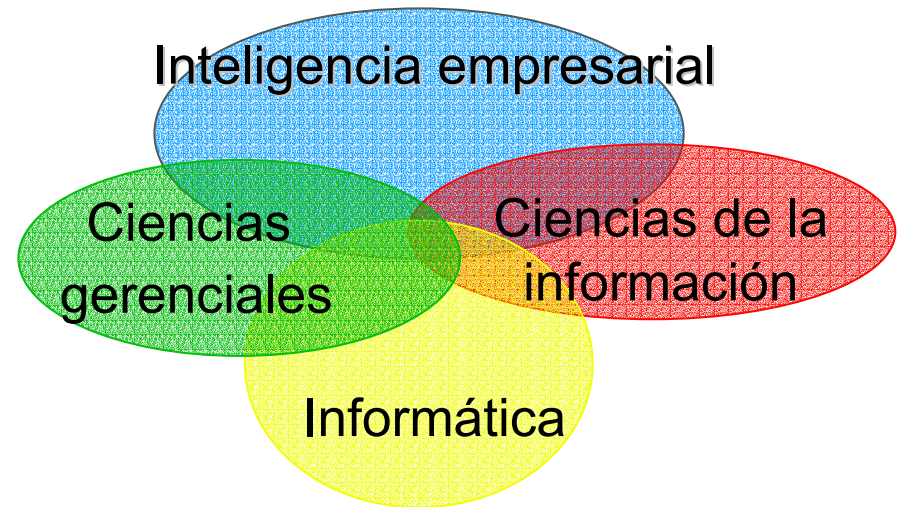 Inteligencia empresarial
Ciencias
gerenciales
Ciencias de la
información
Informática